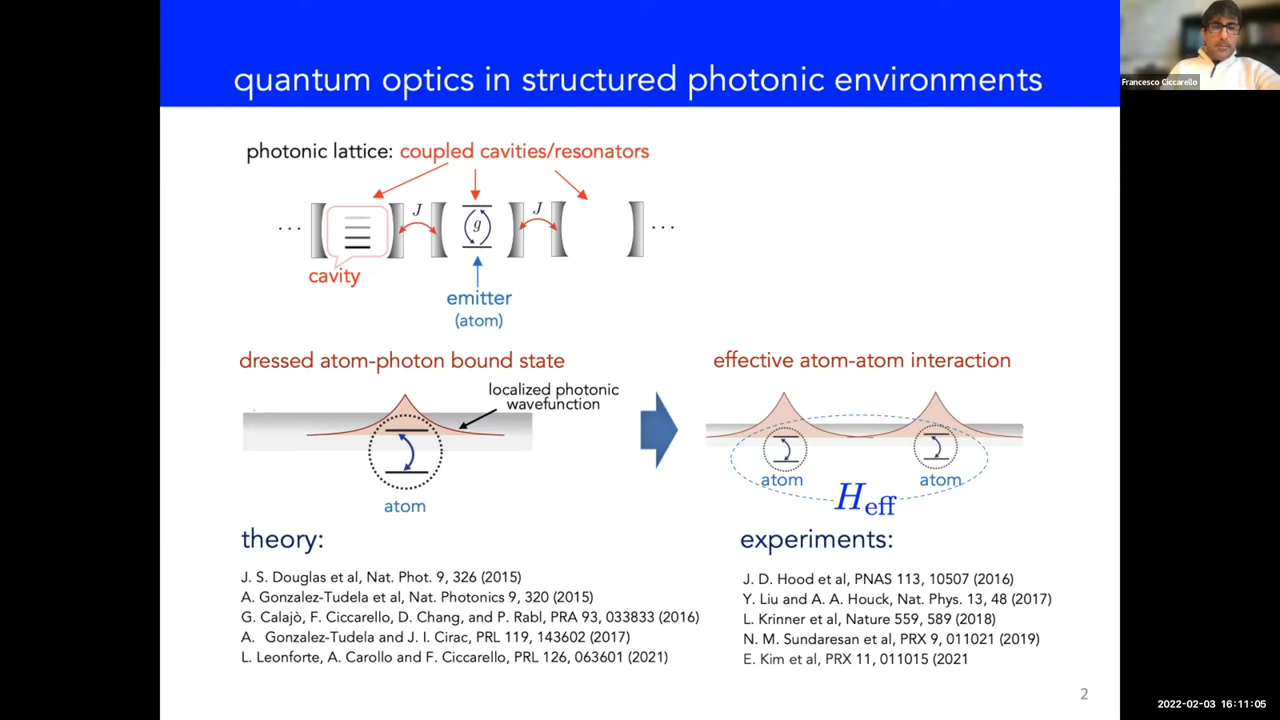 quantum optics in structured photonic environments
Francesco Ciccarello
photonic lattice: coupled cavities/resonators
... J g J ...
cavity
emitter
(atom)
dressed atom-photon bound state
localized photonic
wavefunction
atom
effective atom-atom interaction
atom atom
H_eff
theory:
J. S. Douglas et al, Nat. Phot. 9, 326 (2015)
A. Gonzalez-Tudela et al, Nat. Photonics 9, 320 (2015)
G. Calajò, F. Ciccarello, D. Chang, and P. Rabl, PRA 93, 033833 (2016)
A. Gonzalez-Tudela and J. I. Cirac, PRL 119, 143602 (2017)
L. Leonforte, A. Carollo and F. Ciccarello, PRL 126, 063601 (2021)
experiments:
J. D. Hood et al, PNAS 113, 10507 (2016)
Y. Liu and A. A. Houck, Nat. Phys. 13, 48 (2017)
L. Krinner et al, Nature 559, 589 (2018)
N. M. Sundaresan et al, PRX 9, 011021 (2019)
E. Kim et al, PRX 11, 011015 (2021
2
2022-02-03 16:11:05